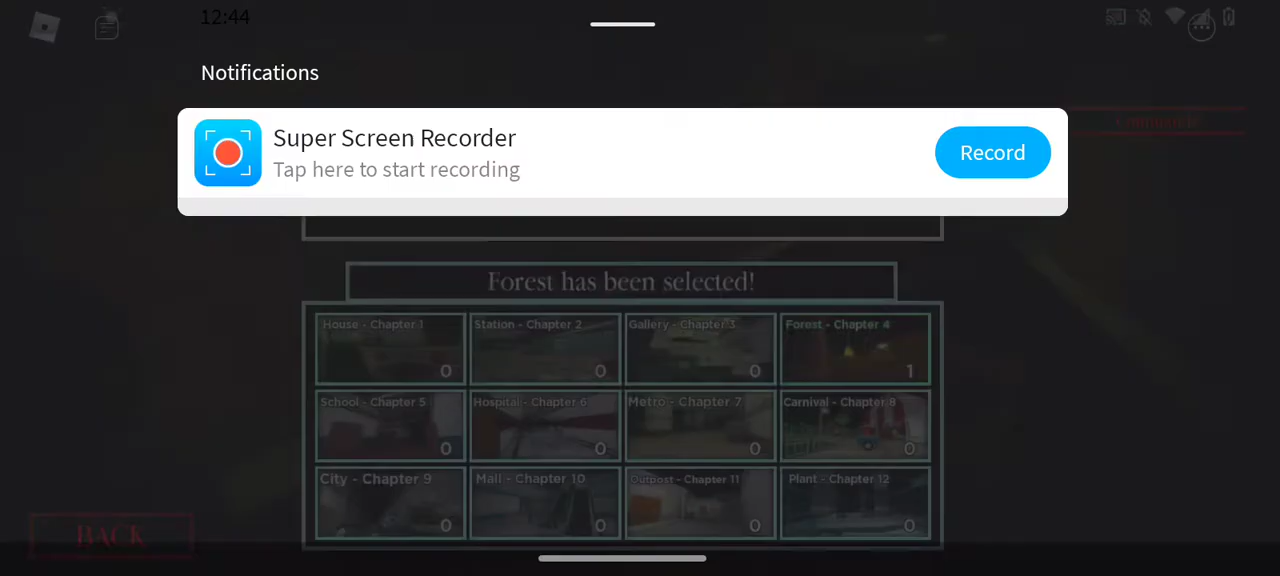 12:44
Notifications
Super Screen Recorder
Tap here to start recording
Record
Forest has been selected!
House - Chapter 1
0
Station - Chapter 2
0
Gallery - Chapter 3
0
Forest - Chapter 4
1
School - Chapter 5
0
Hospital - Chapter 6
0
Metro - Chapter 7
0
Carnival - Chapter 8
0
City - Chapter 9
0
Mall - Chapter 10
0
Outpost - Chapter 11
0
Plant - Chapter 12
0
BACK